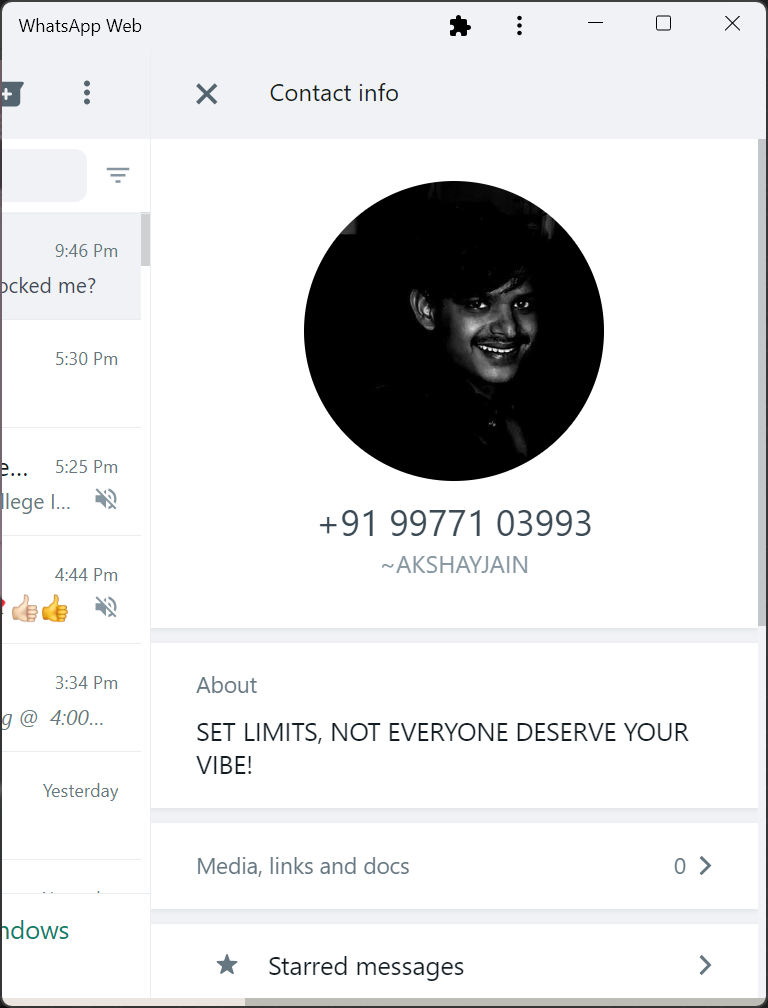 WhatsApp Web
Contact info
9:46 Pm
ocked me?
5:30 Pm
e... 5:25 Pm
llege l...
4:44 Pm
3:34 Pm
g @ 4:00...
Yesterday
ndows
+91 99771 03993
~AKSHAYJAIN
About
SET LIMITS, NOT EVERYONE DESERVE YOUR
VIBE!
Media, links and docs 0
Starred messages